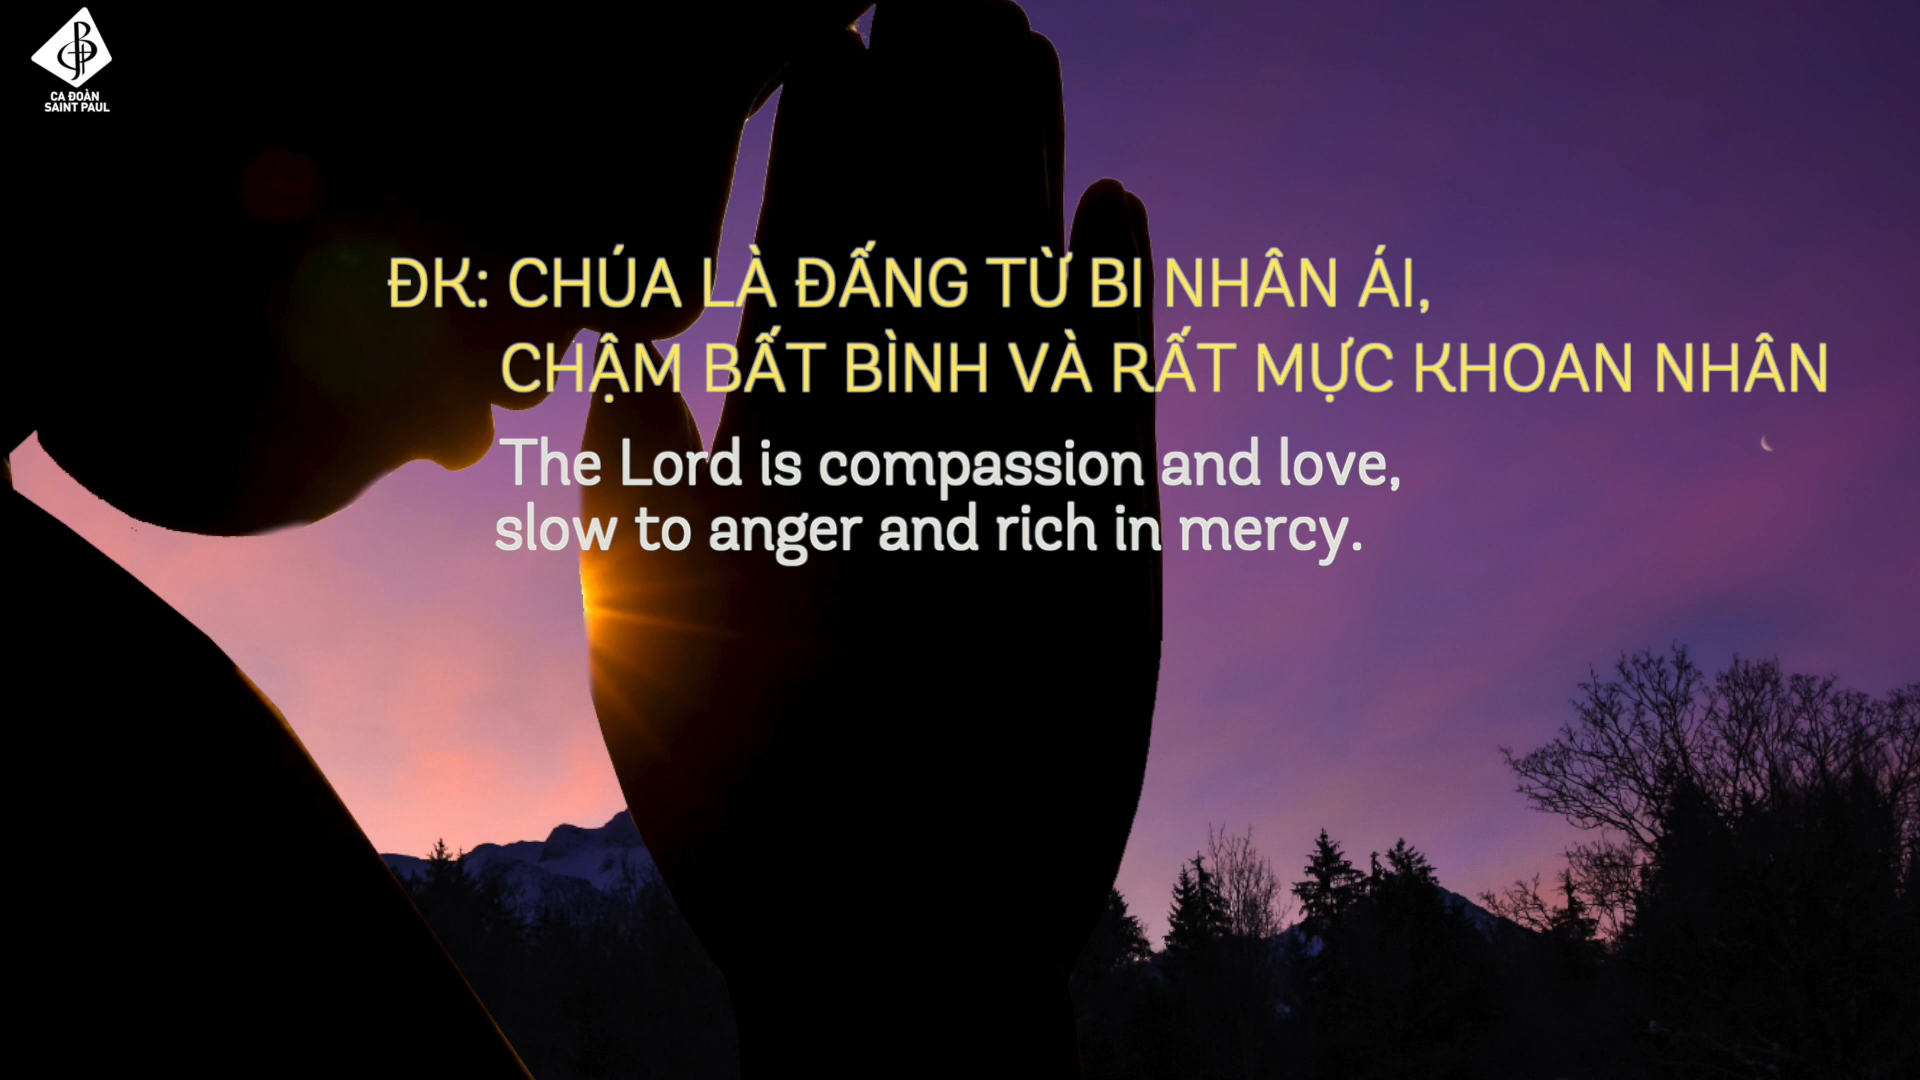 CA ĐOÀN
SAINT PAUL
ĐK: CHÚA LÀ ĐẤNG TỪ BI NHÂN ÁI,
CHẬM BẤT BÌNH VÀ RẤT MỰC KHOAN NHÂN
The Lord is compassion and love,
slow to anger and rich in mercy.